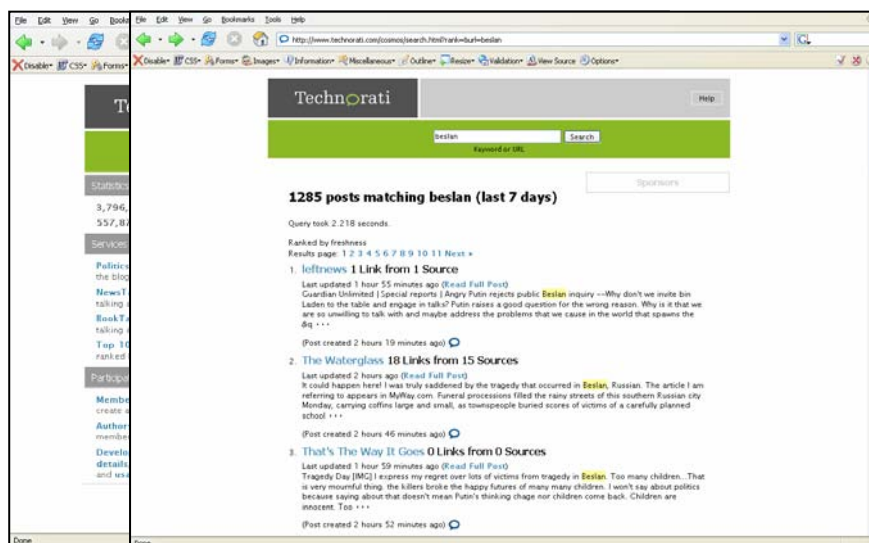 File Edit View Go Bookm
Disable CSS Forms
Statistics
3,796,
557,87
Services
Politics
the blog
NewsTa
talking a
BookTa
talking a
Top 10
ranked
Participa
Membe
create a
Author
membe
Develo
details,
and usa
Done
File Edit View Go Bookmarks Tools Help
http://www.technorati.com/cosmos/search.html?rank=&url=beslan
Disable CSS Forms Images Information Miscellaneous Outline Resize Validation View Source Options
Technorati
Help
beslan Search
Keyword or URL
Sponsors
1285 posts matching beslan (last 7 days)
Query took 2.218 seconds.
Ranked by freshness
Results page: 1 2 3 4 5 6 7 8 9 10 11 Next »
1. leftnews 1 Link from 1 Source
Last updated 1 hour 55 minutes ago (Read Full Post)
Guardian Unlimited | Special reports | Angry Putin rejects public Beslan inquiry --Why don't we invite bin
Laden to the table and engage in talks? Putin raises a good question for the wrong reason. Why is it that we
are so unwilling to talk with and maybe address the problems that we cause in the world that spawns the
&q • • •
(Post created 2 hours 19 minutes ago)
2. The Waterglass 18 Links from 15 Sources
Last updated 2 hours ago (Read Full Post)
It could happen here! I was truly saddened by the tragedy that occurred in Beslan, Russian. The article I am
referring to appears in MyWay.com. Funeral processions filled the rainy streets of this southern Russian city
Monday, carrying coffins large and small, as townspeople buried scores of victims of a carefully planned
school • • •
(Post created 2 hours 46 minutes ago)
3. That's The Way It Goes 0 Links from 0 Sources
Last updated 1 hour 59 minutes ago (Read Full Post)
Tragedy Day [IMG] I express my regret over lots of victims from tragedy in Beslan. Too many children...That
is very mournful thing. the killers broke the happy futures of many many children. I won't say about politics
because saying about that doesn't mean Putin's thinking chage nor children come back. Children are
innocent. Too • • •
(Post created 2 hours 52 minutes ago)